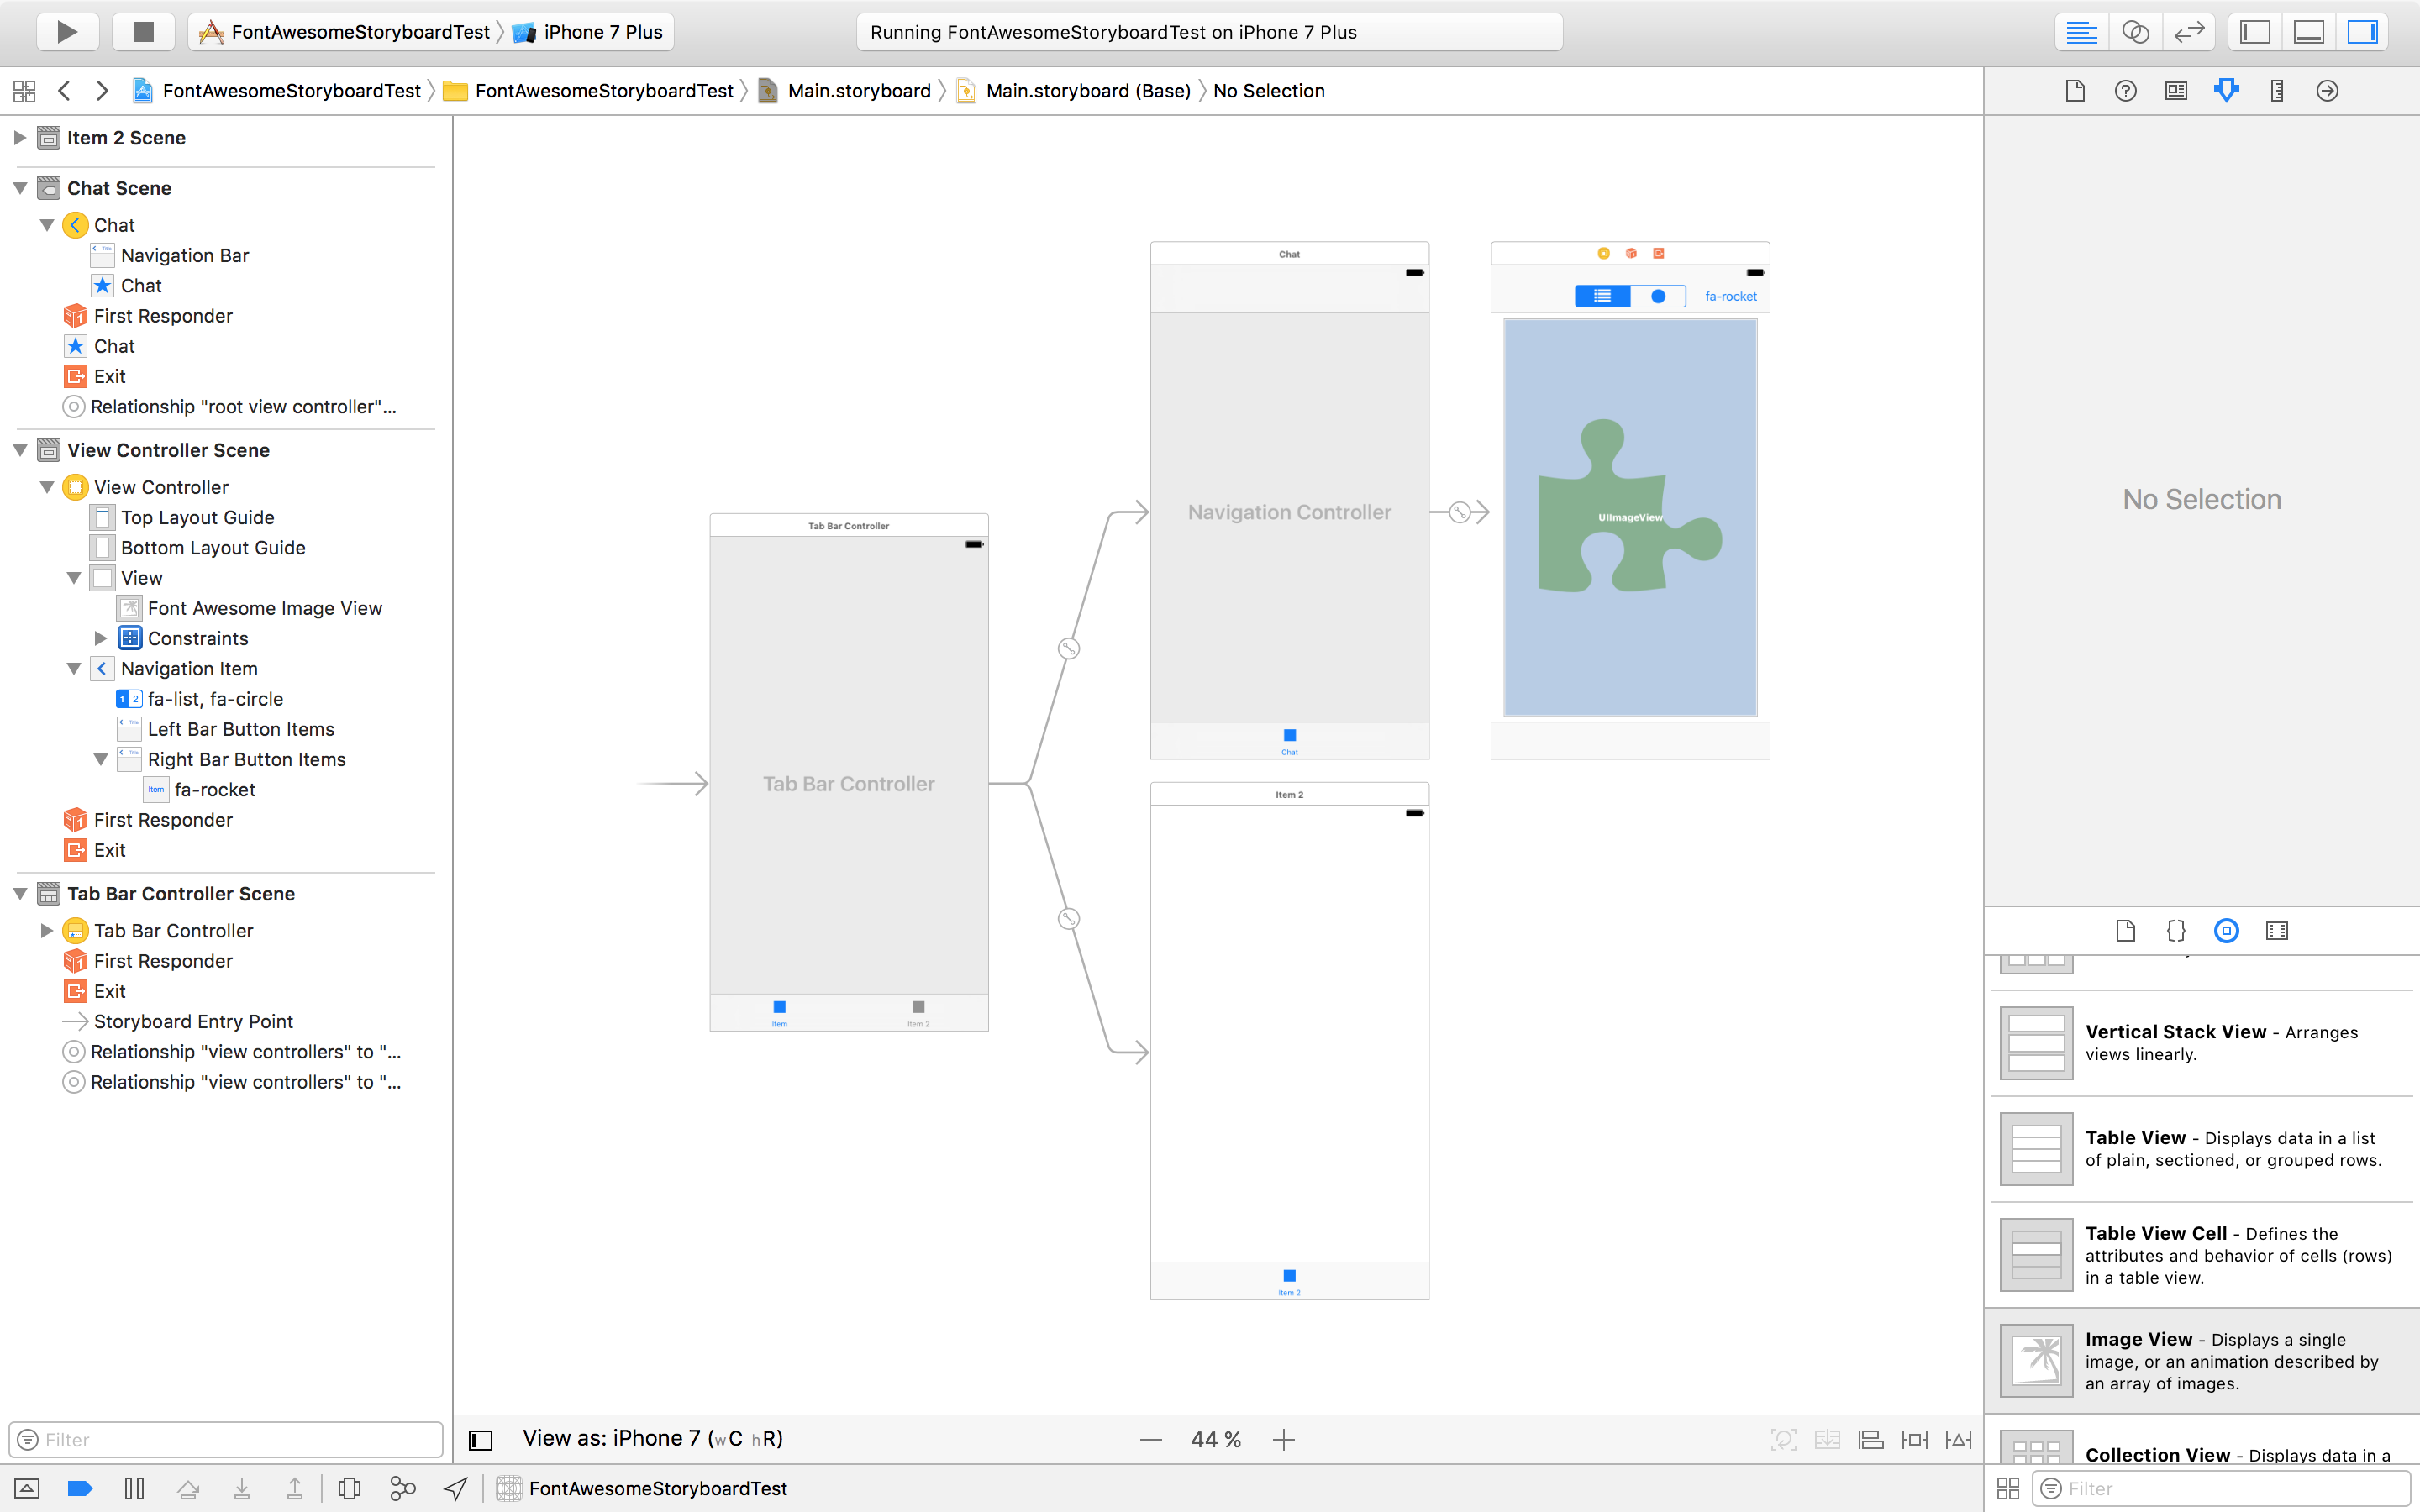 FontAwesomeStoryboardTest
iPhone 7 Plus
Running FontAwesomeStoryboardTest on iPhone 7 Plus
FontAwesomeStoryboardTest
FontAwesomeStoryboardTest
Main.storyboard
Main.storyboard (Base)
No Selection
Item 2 Scene
Chat Scene
Chat
Navigation Bar
Chat
First Responder
Chat
Exit
Relationship "root view controller"...
View Controller Scene
View Controller
Top Layout Guide
Bottom Layout Guide
View
Font Awesome Image View
Constraints
Navigation Item
1 2 fa-list, fa-circle
Left Bar Button Items
Right Bar Button Items
Item fa-rocket
First Responder
Exit
Tab Bar Controller Scene
Tab Bar Controller
First Responder
Exit
Storyboard Entry Point
Relationship "view controllers" to "...
Relationship "view controllers" to "...
Filter
Tab Bar Controller
Tab Bar Controller
Item
Item 2
Chat
Navigation Controller
Chat
fa-rocket
UIImageView
Item 2
Item 2
View as: iPhone 7 (wC hR)
44 %
FontAwesomeStoryboardTest
No Selection
Vertical Stack View - Arranges
views linearly.
Table View - Displays data in a list
of plain, sectioned, or grouped rows.
Table View Cell - Defines the
attributes and behavior of cells (rows)
in a table view.
Image View - Displays a single
image, or an animation described by
an array of images.
Collection View - Displays data in a
Filter